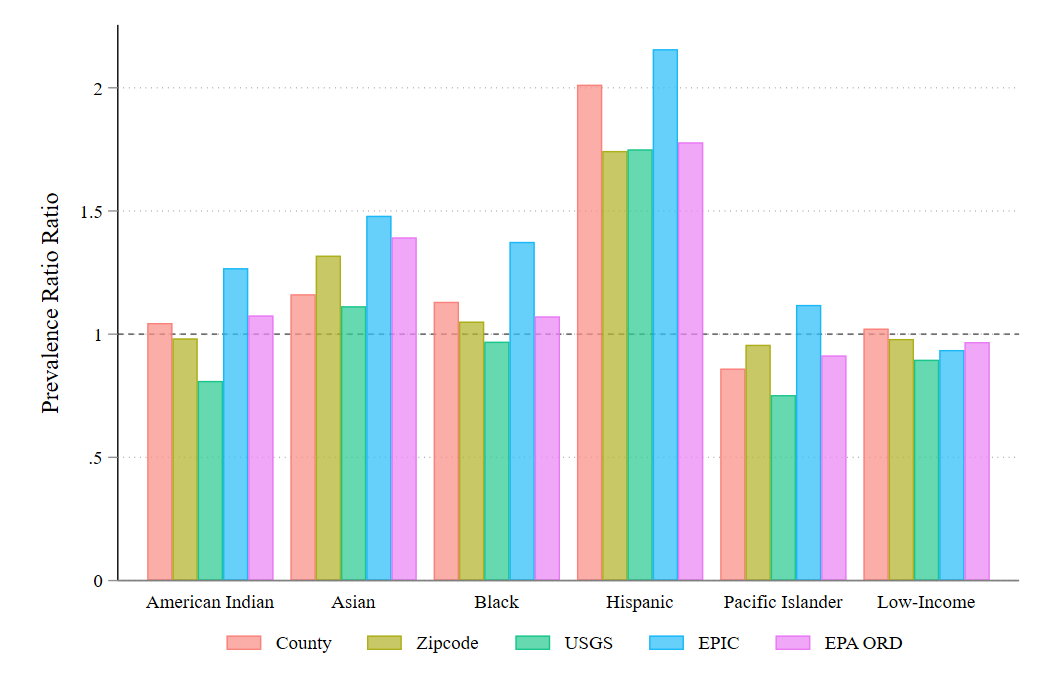 Prevalence Ratio Ratio
2
1.5
1
.5
0
American Indian Asian Black Hispanic Pacific Islander Low-Income
County Zipcode USGS EPIC EPA ORD